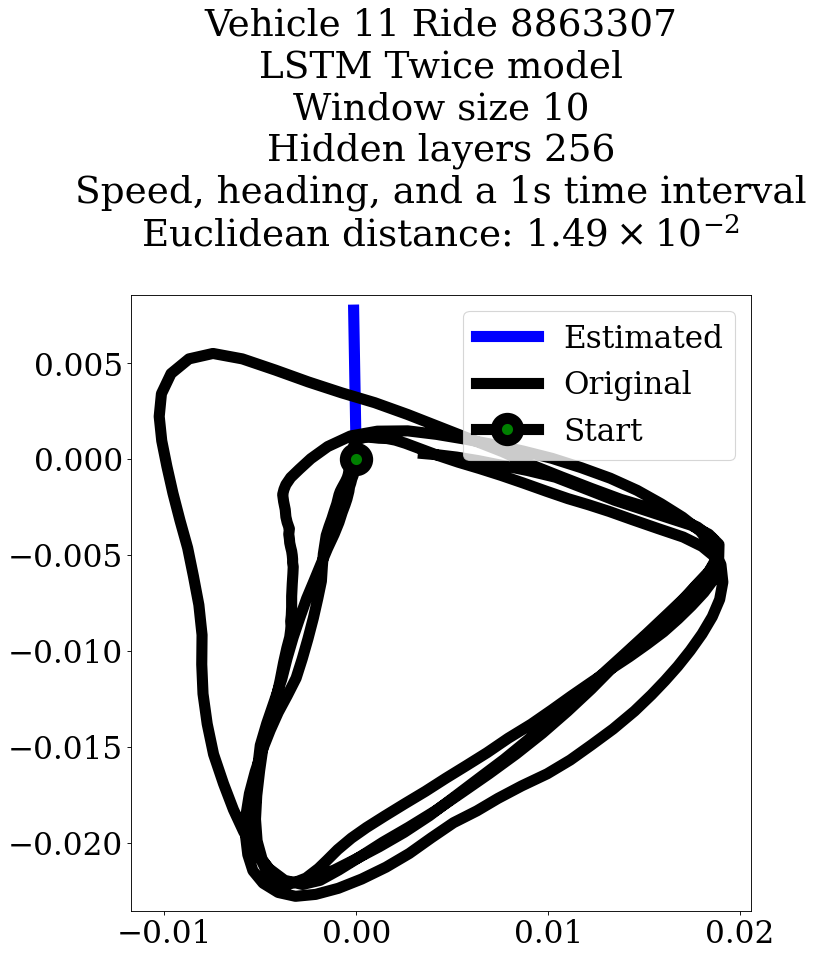 Vehicle 11 Ride 8863307
LSTM Twice model
Window size 10
Hidden layers 256
Speed, heading, and a 1s time interval
Euclidean distance: 1.49 × 10⁻²
Estimated
Original
Start
0.005
0.000
−0.005
−0.010
−0.015
−0.020
−0.01 0.00 0.01 0.02